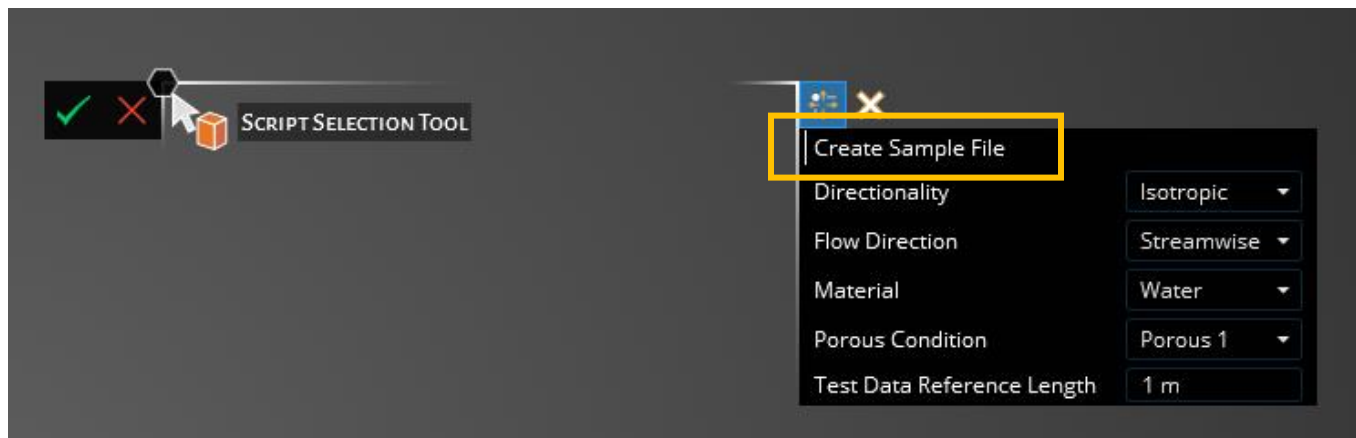 SCRIPT SELECTION TOOL
Create Sample File
Directionality Isotropic
Flow Direction Streamwise
Material Water
Porous Condition Porous 1
Test Data Reference Length 1 m